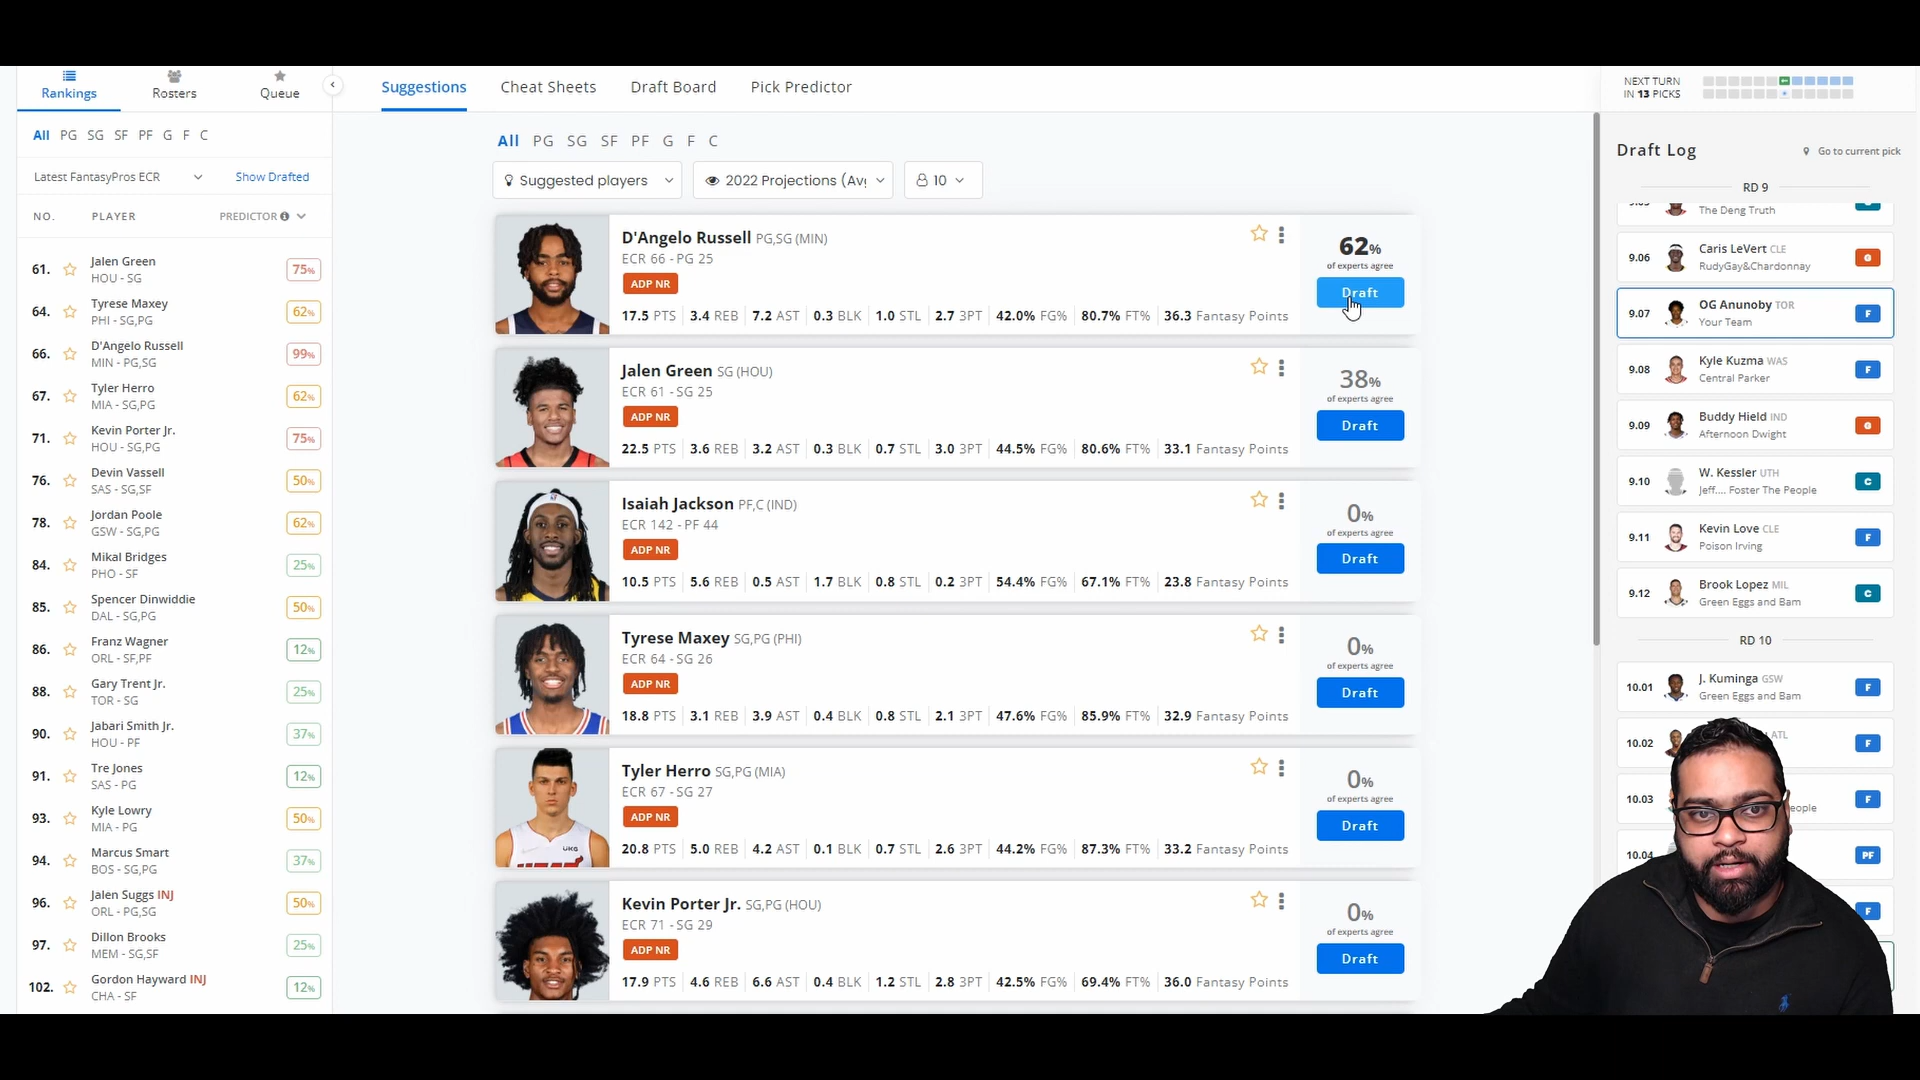 Rankings
Rosters
Queue
All PG SG SF PF G F C
Latest FantasyPros ECR
Show Drafted
NO. PLAYER PREDICTOR
61. Jalen Green 75%
HOU - SG
64. Tyrese Maxey 62%
PHI - SG,PG
66. D'Angelo Russell 99%
MIN - PG,SG
67. Tyler Herro 62%
MIA - SG,PG
71. Kevin Porter Jr. 75%
HOU - SG,PG
76. Devin Vassell 50%
SAS - SG,SF
78. Jordan Poole 62%
GSW - SG,PG
84. Mikal Bridges 25%
PHO - SF
85. Spencer Dinwiddie 50%
DAL - SG,PG
86. Franz Wagner 12%
ORL - SF,PF
88. Gary Trent Jr. 25%
TOR - SG
90. Jabari Smith Jr. 37%
HOU - PF
91. Tre Jones 12%
SAS - PG
93. Kyle Lowry 50%
MIA - PG
94. Marcus Smart 37%
BOS - SG,PG
96. Jalen Suggs INJ 50%
ORL - PG,SG
97. Dillon Brooks 25%
MEM - SG,SF
102. Gordon Hayward INJ 12%
CHA - SF
Suggestions
Cheat Sheets
Draft Board
Pick Predictor
All PG SG SF PF G F C
Suggested players
2022 Projections (Av
10
D'Angelo Russell PG,SG (MIN)
ECR 66 - PG 25
ADP NR
17.5 PTS 3.4 REB 7.2 AST 0.3 BLK 1.0 STL 2.7 3PT 42.0% FG% 80.7% FT% 36.3 Fantasy Points
62%
of experts agree
Draft
Jalen Green SG (HOU)
ECR 61 - SG 25
ADP NR
22.5 PTS 3.6 REB 3.2 AST 0.3 BLK 0.7 STL 3.0 3PT 44.5% FG% 80.6% FT% 33.1 Fantasy Points
38%
of experts agree
Draft
Isaiah Jackson PF,C (IND)
ECR 142 - PF 44
ADP NR
10.5 PTS 5.6 REB 0.5 AST 1.7 BLK 0.8 STL 0.2 3PT 54.4% FG% 67.1% FT% 23.8 Fantasy Points
0%
of experts agree
Draft
Tyrese Maxey SG,PG (PHI)
ECR 64 - SG 26
ADP NR
18.8 PTS 3.1 REB 3.9 AST 0.4 BLK 0.8 STL 2.1 3PT 47.6% FG% 85.9% FT% 32.9 Fantasy Points
0%
of experts agree
Draft
Tyler Herro SG,PG (MIA)
ECR 67 - SG 27
ADP NR
20.8 PTS 5.0 REB 4.2 AST 0.1 BLK 0.7 STL 2.6 3PT 44.2% FG% 87.3% FT% 33.2 Fantasy Points
0%
of experts agree
Draft
Kevin Porter Jr. SG,PG (HOU)
ECR 71 - SG 29
ADP NR
17.9 PTS 4.6 REB 6.6 AST 0.4 BLK 1.2 STL 2.8 3PT 42.5% FG% 69.4% FT% 36.0 Fantasy Points
0%
of experts agree
Draft
NEXT TURN
IN 13 PICKS
Draft Log
Go to current pick
RD 9
The Deng Truth
9.06 Caris LeVert CLE G
RudyGay&Chardonnay
9.07 OG Anunoby TOR F
Your Team
9.08 Kyle Kuzma WAS F
Central Parker
9.09 Buddy Hield IND G
Afternoon Dwight
9.10 W. Kessler UTH C
Jeff.... Foster The People
9.11 Kevin Love CLE F
Poison Irving
9.12 Brook Lopez MIL C
Green Eggs and Bam
RD 10
10.01 J. Kuminga GSW F
Green Eggs and Bam
10.02 ATL F
10.03 F
eople
10.04 PF
F